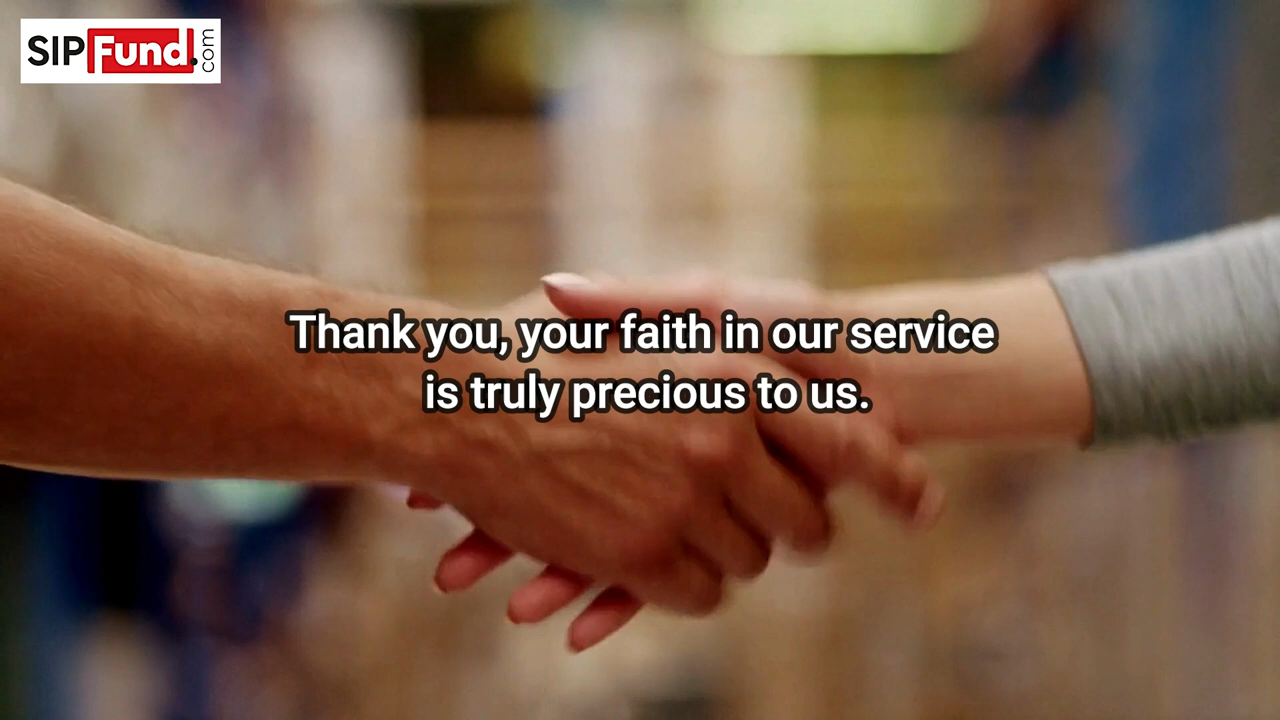 SIPFund.com
Thank you, your faith in our service
is truly precious to us.